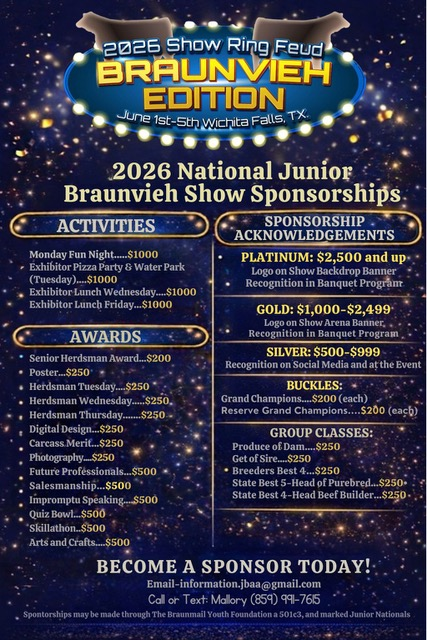 2026 Show Ring Feud
BRAUNVIEH
EDITION
June 1st-5th Wichita Falls, TX.
2026 National Junior
Braunvieh Show Sponsorships
ACTIVITIES
Monday Fun Night.....$1000
Exhibitor Pizza Party & Water Park
(Tuesday)....$1000
Exhibitor Lunch Wednesday....$1000
Exhibitor Lunch Friday...$1000
AWARDS
Senior Herdsman Award...$200
Poster...$250
Herdsman Tuesday....$250
Herdsman Wednesday.....$250
Herdsman Thursday.......$250
Digital Design...$250
Carcass Merit...$250
Photography....$250
Future Professionals...$500
Salesmanship...$500
Impromptu Speaking....$500
Quiz Bowl....$500
Skillathon..$500
Arts and Crafts....$500
SPONSORSHIP
ACKNOWLEDGEMENTS
PLATINUM: $2,500 and up
Logo on Show Backdrop Banner
Recognition in Banquet Program
GOLD: $1,000-$2,499
Logo on Show Arena Banner
Recognition in Banquet Program
SILVER: $500-$999
Recognition on Social Media and at the Event
BUCKLES:
Grand Champions....$200 (each)
Reserve Grand Champions....$200 (each)
GROUP CLASSES:
Produce of Dam....$250
Get of Sire....$250
Breeders Best 4...$250
State Best 5-Head of Purebred...$250
State Best 4-Head Beef Builder...$250
BECOME A SPONSOR TODAY!
Email-information.jbaa@gmail.com
Call or Text: Mallory (859) 991-7615
Spontorships may be made through The Braunmail Youth Foundation a 501c3, and marked Junior Nationals